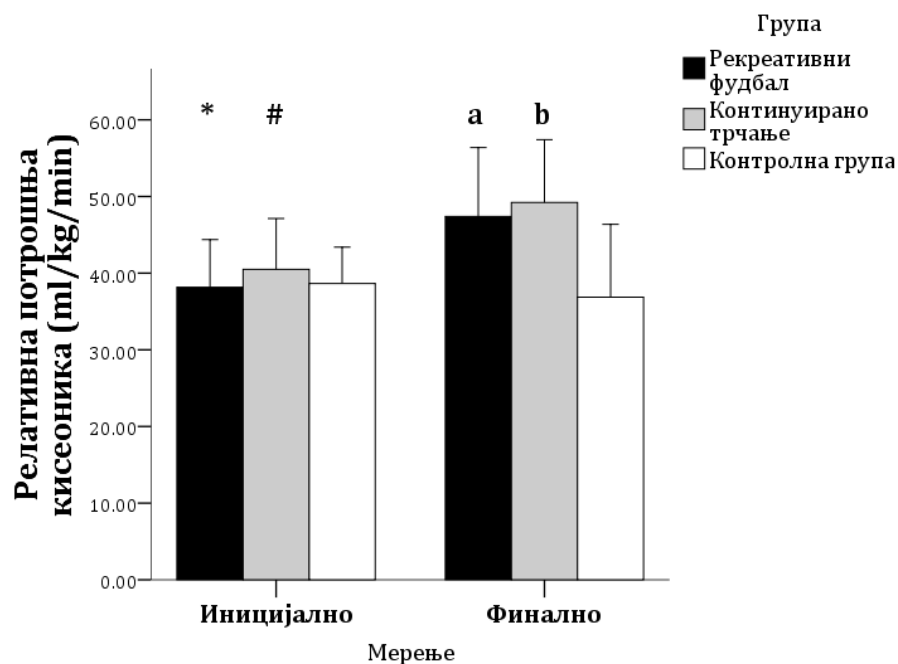 Група
Рекреативни
фудбал
Континуирано
трчање
Контролна група
Релативна потрошња
кисеоника (ml/kg/min)
60.00
50.00
40.00
30.00
20.00
10.00
0.00
* # a b
Иницијално Финално
Мерење